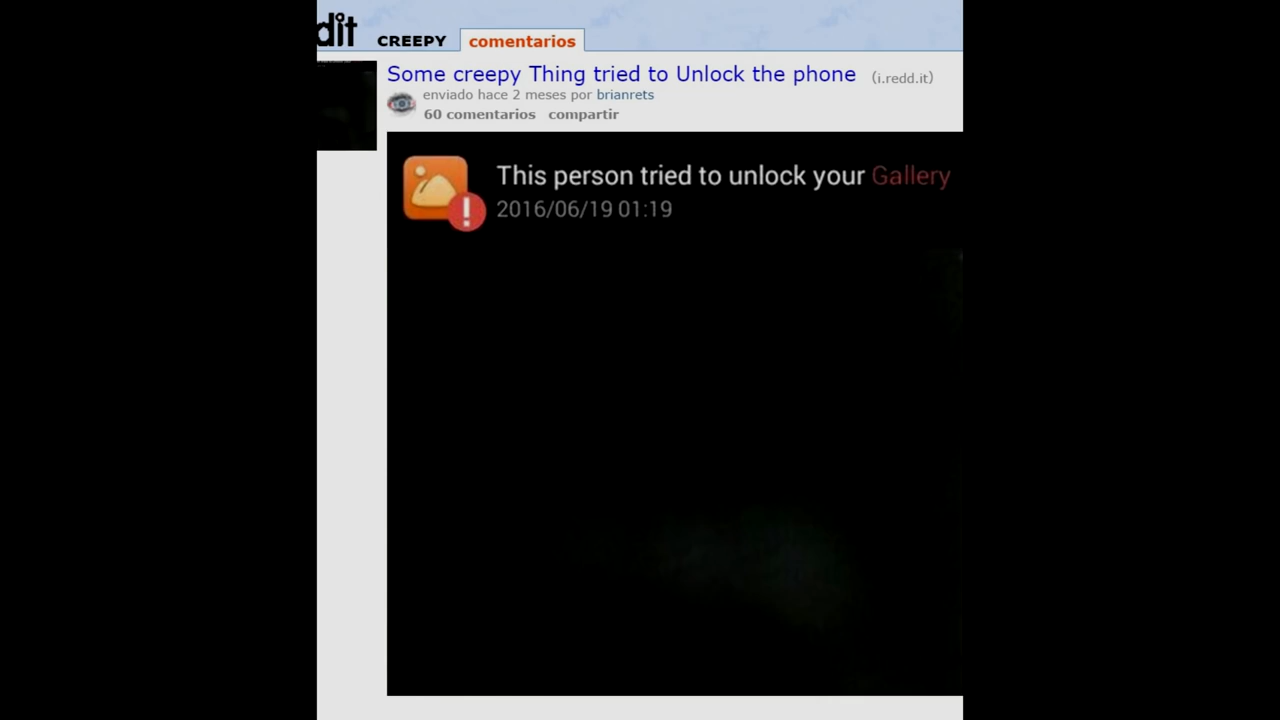 dit CREEPY comentarios
Some creepy Thing tried to Unlock the phone (i.redd.it)
enviado hace 2 meses por brianrets
60 comentarios compartir
This person tried to unlock your Gallery
2016/06/19 01:19